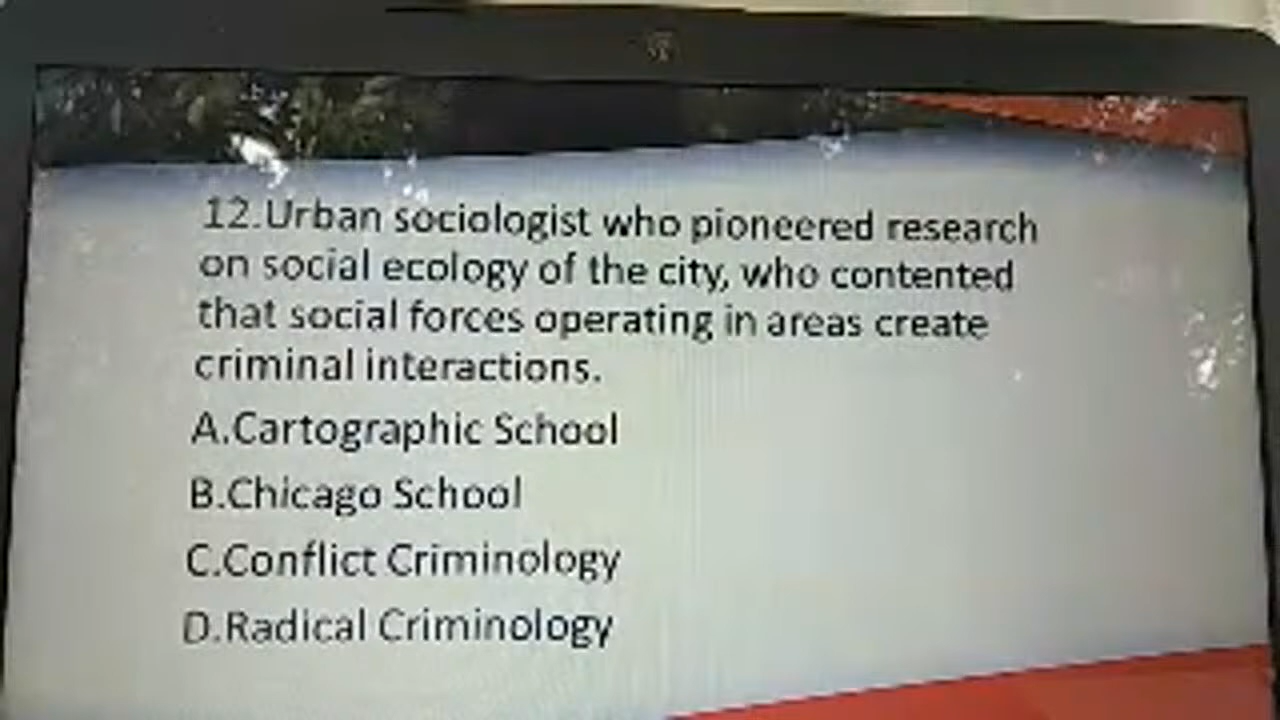 12.Urban sociologist who pioneered research
on social ecology of the city, who contented
that social forces operating in areas create
criminal interactions.
A.Cartographic School
B.Chicago School
C.Conflict Criminology
D.Radical Criminology